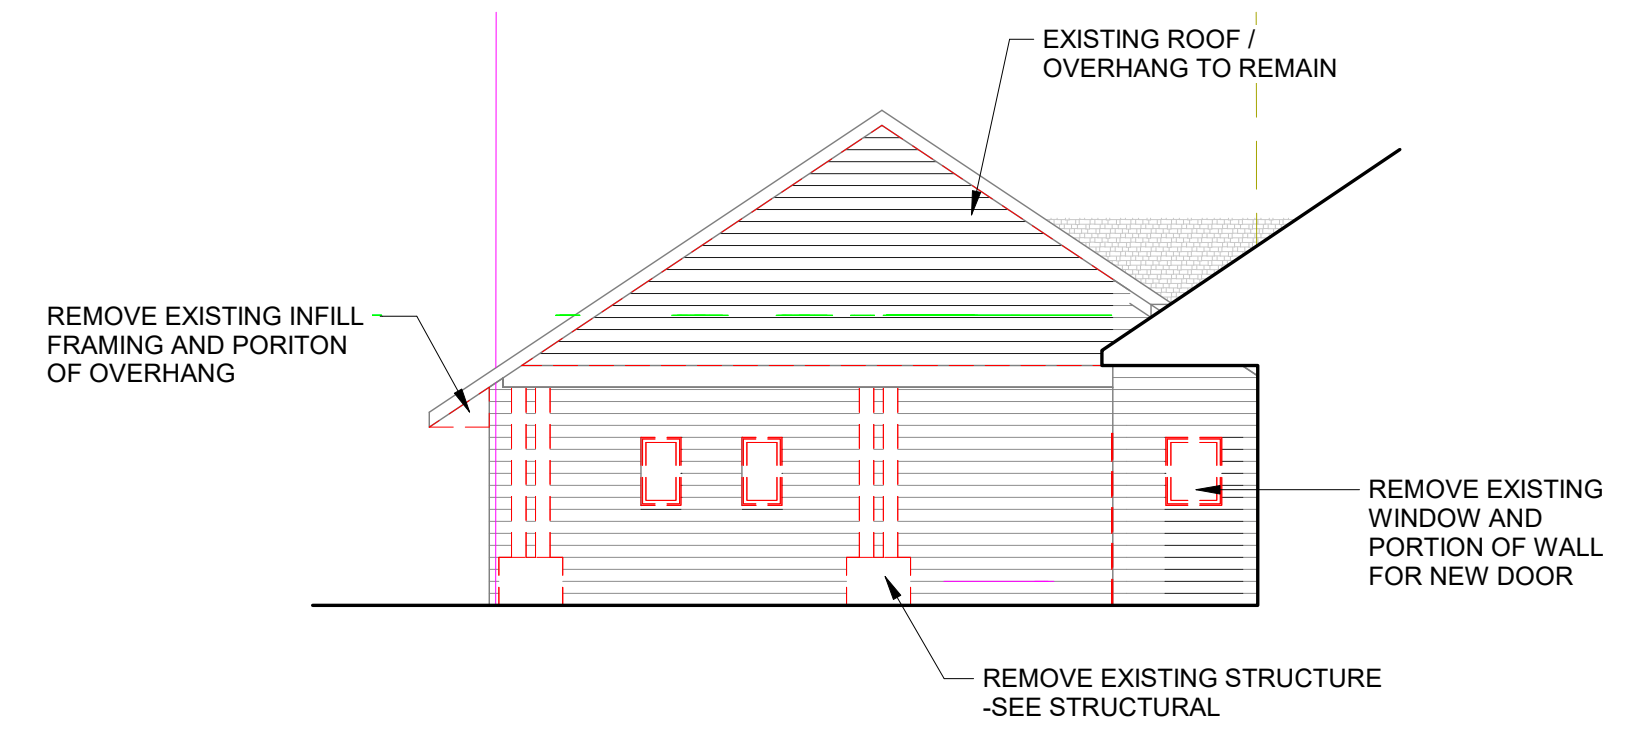 EXISTING ROOF /
OVERHANG TO REMAIN
REMOVE EXISTING INFILL
FRAMING AND PORITON
OF OVERHANG
REMOVE EXISTING
WINDOW AND
PORTION OF WALL
FOR NEW DOOR
REMOVE EXISTING STRUCTURE
-SEE STRUCTURAL